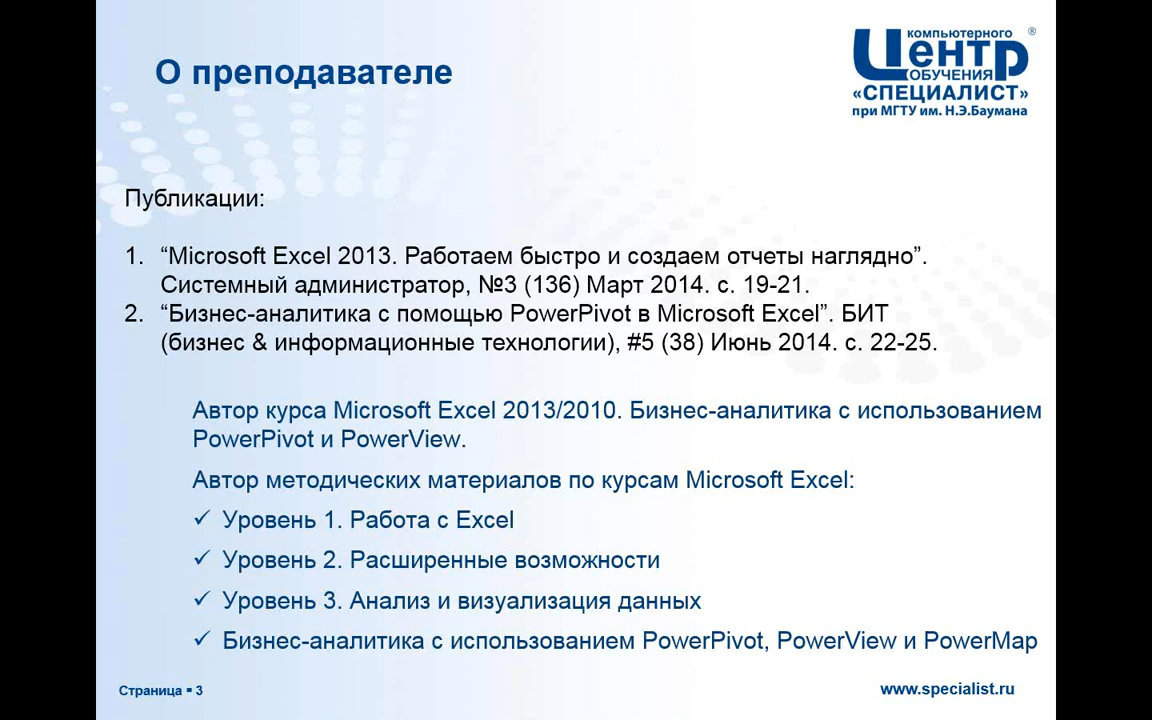 О преподавателе
компьютерного ®
Центр
ОБУЧЕНИЯ
«СПЕЦИАЛИСТ»
при МГТУ им. Н.Э.Баумана
Публикации:
1. “Microsoft Excel 2013. Работаем быстро и создаем отчеты наглядно”.
Системный администратор, №3 (136) Март 2014. с. 19-21.
2. “Бизнес-аналитика с помощью PowerPivot в Microsoft Excel”. БИТ
(бизнес & информационные технологии), #5 (38) Июнь 2014. с. 22-25.
Автор курса Microsoft Excel 2013/2010. Бизнес-аналитика с использованием
PowerPivot и PowerView.
Автор методических материалов по курсам Microsoft Excel:
✓ Уровень 1. Работа с Excel
✓ Уровень 2. Расширенные возможности
✓ Уровень 3. Анализ и визуализация данных
✓ Бизнес-аналитика с использованием PowerPivot, PowerView и PowerMap
Страница ▪ 3
www.specialist.ru